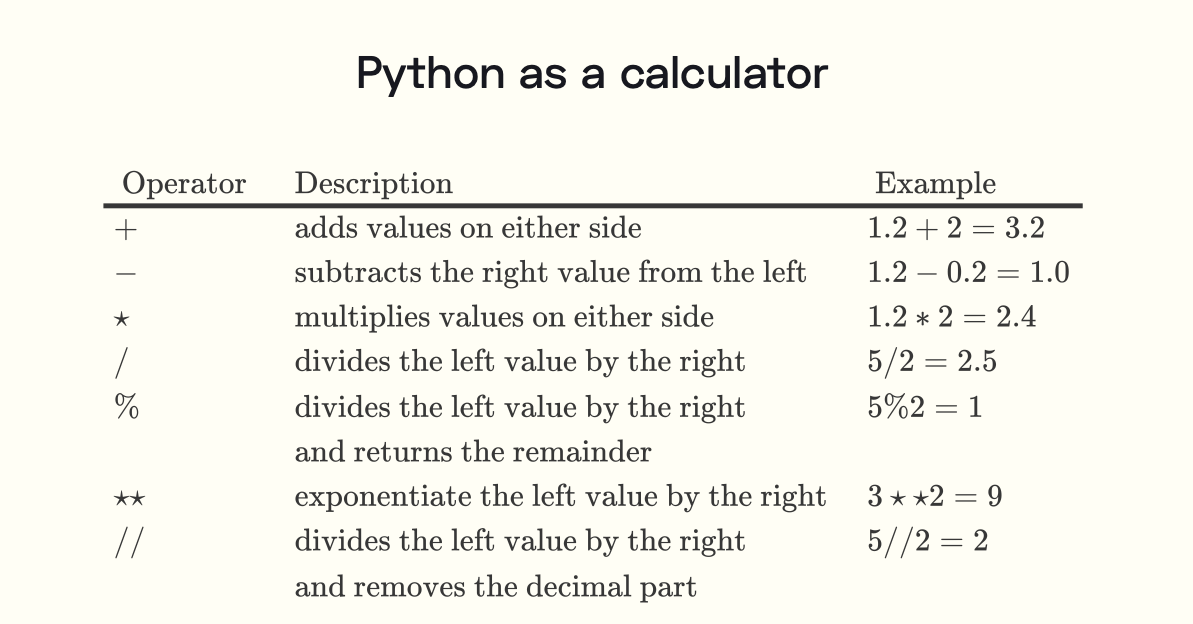 Python as a calculator
Operator Description Example
+ adds values on either side 1.2 + 2 = 3.2
− subtracts the right value from the left 1.2 − 0.2 = 1.0
⋆ multiplies values on either side 1.2 ∗ 2 = 2.4
/ divides the left value by the right 5/2 = 2.5
% divides the left value by the right 5%2 = 1
and returns the remainder
⋆⋆ exponentiate the left value by the right 3 ⋆ ⋆2 = 9
// divides the left value by the right 5//2 = 2
and removes the decimal part